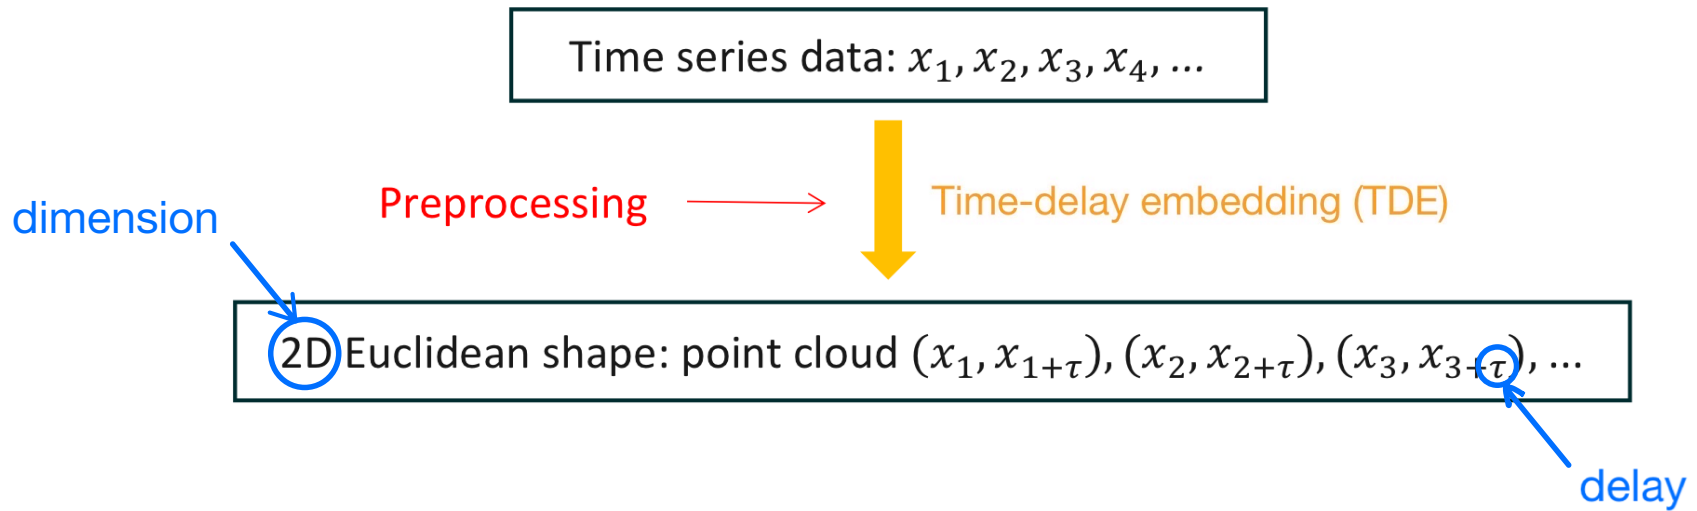 Time series data: x₁, x₂, x₃, x₄, …
Preprocessing
Time-delay embedding (TDE)
dimension
2D Euclidean shape: point cloud (x₁, x₁₊τ), (x₂, x₂₊τ), (x₃, x₃₊τ), …
delay